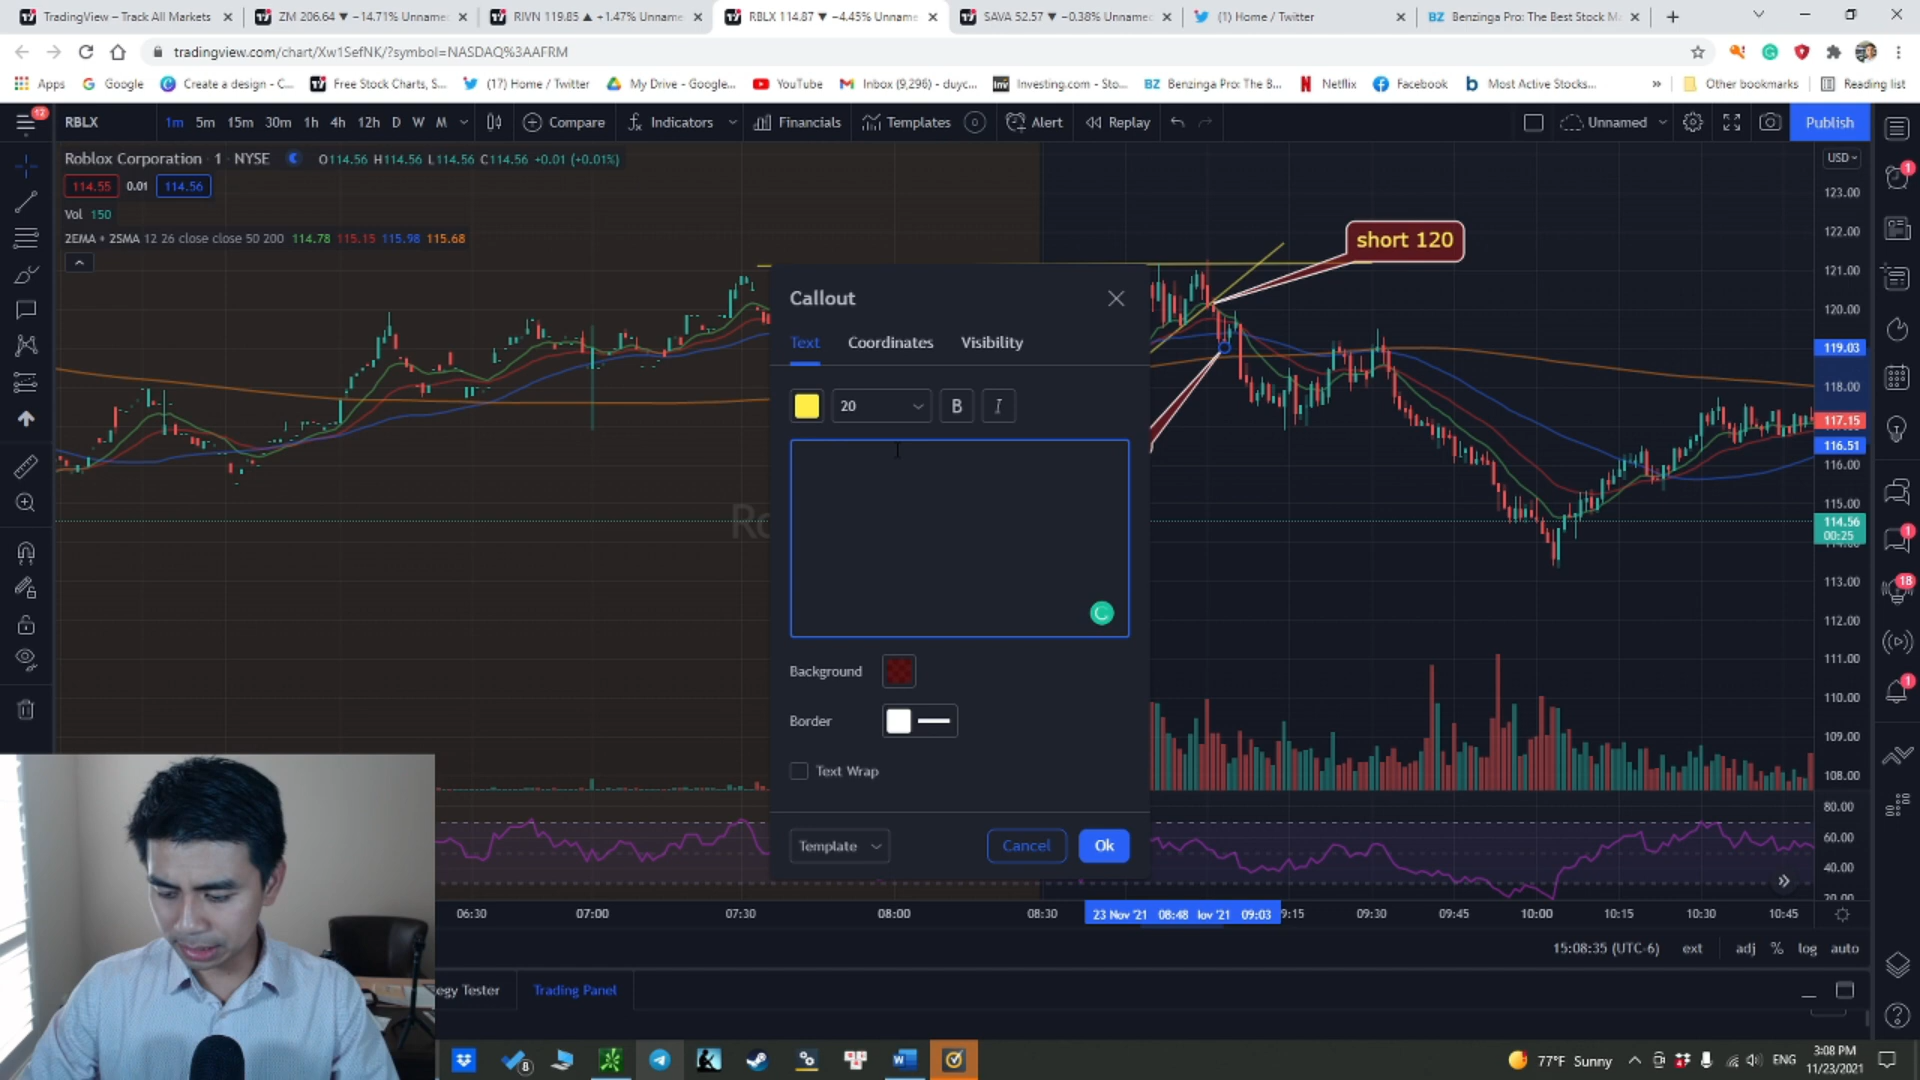 TradingView – Track All Markets
ZM 206.64 ▼ −14.71% Unname
RIVN 119.85 ▲ +1.47% Unname
RBLX 114.87 ▼ −4.45% Unname
SAVA 52.57 ▼ −0.38% Unname
(1) Home / Twitter
Benzinga Pro: The Best Stock M
tradingview.com/chart/Xw1SefNK/?symbol=NASDAQ%3AAFRM
Apps
Google
Create a design - C...
Free Stock Charts, S...
(17) Home / Twitter
My Drive - Google...
YouTube
Inbox (9,296) - duyc...
Investing.com - Sto...
Benzinga Pro: The B...
Netflix
Facebook
Most Active Stocks...
»
Other bookmarks
Reading list
12
RBLX
1m 5m 15m 30m 1h 4h 12h D W M
Compare
Indicators
Financials
Templates
Alert
Replay
Unnamed
Publish
Roblox Corporation · 1 · NYSE
O114.56 H114.56 L114.56 C114.56 +0.01 (+0.01%)
USD
114.55 0.01 114.56
Vol 150
2EMA + 2SMA 12 26 close close 50 200 114.78 115.15 115.98 115.68
short 120
Callout
Text
Coordinates
Visibility
20
B
I
Background
Border
Text Wrap
Template
Cancel
Ok
123.00
122.00
121.00
120.00
119.03
118.00
117.15
116.51
116.00
115.00
114.56
00:25
113.00
112.00
111.00
110.00
109.00
108.00
80.00
60.00
40.00
20.00
1
1
18
1
06:30
07:00
07:30
08:00
08:30
23 Nov '21 08:48
09:03
9:15
09:30
09:45
10:00
10:15
10:30
10:45
15:08:35 (UTC-6)
ext
adj
%
log
auto
egy Tester
Trading Panel
8
77°F Sunny
ENG
3:08 PM
11/23/2021